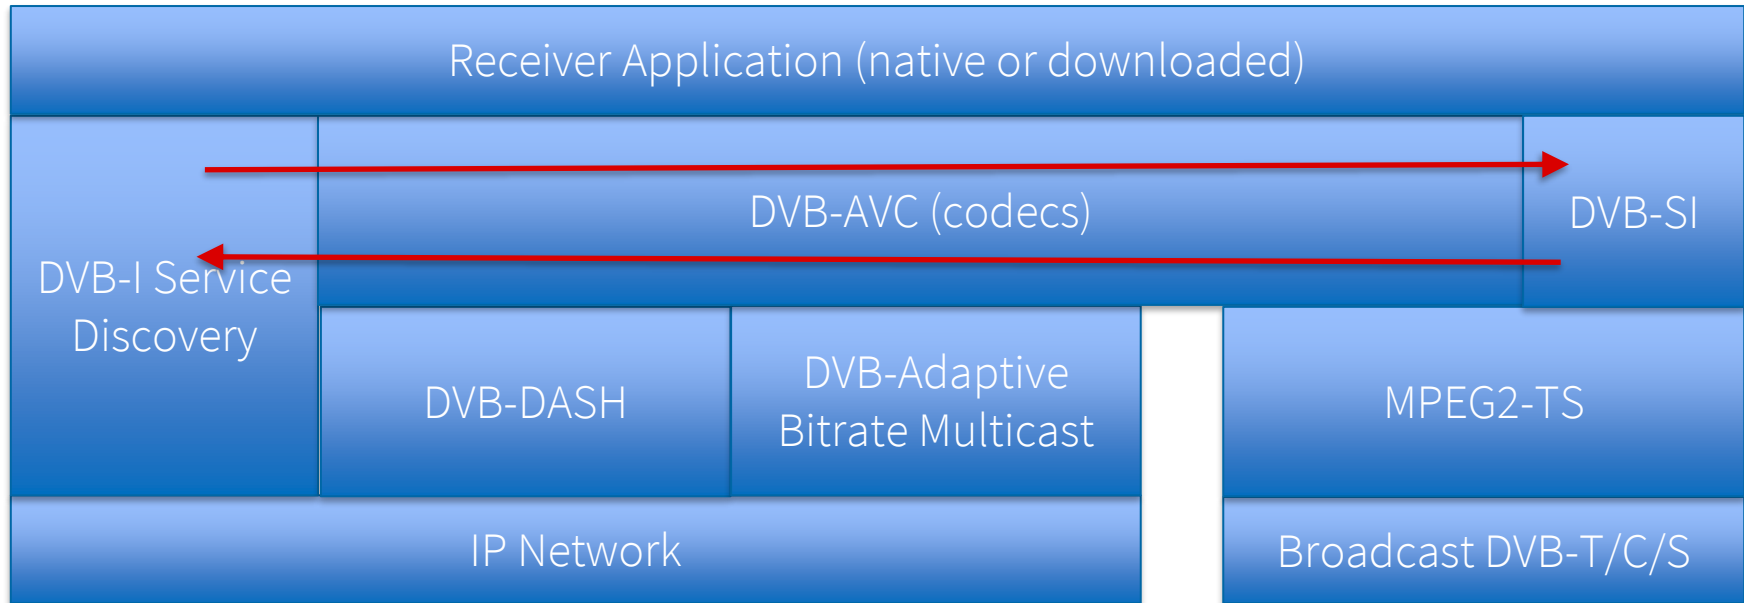 Receiver Application (native or downloaded)
DVB-AVC (codecs)
DVB-SI
DVB-I Service
Discovery
DVB-DASH
DVB-Adaptive
Bitrate Multicast
MPEG2-TS
IP Network
Broadcast DVB-T/C/S